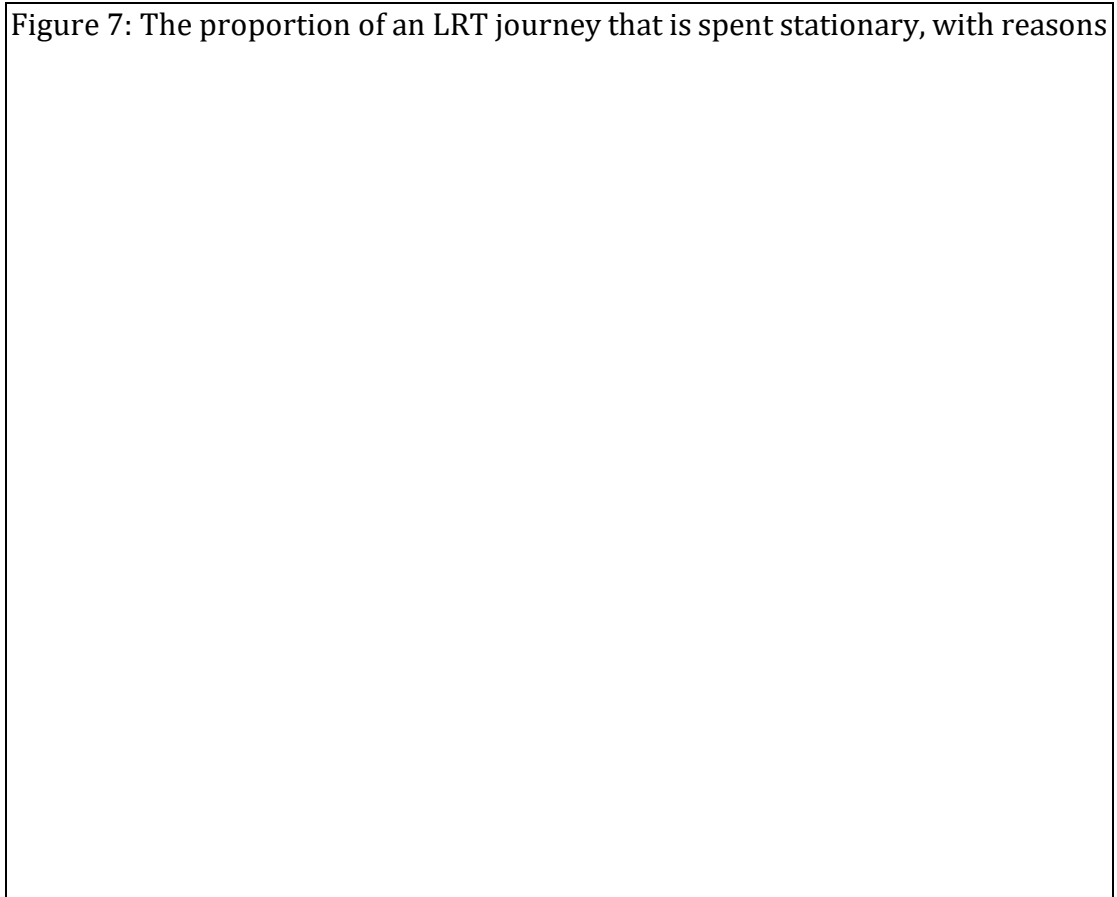 Figure 7: The proportion of an LRT journey that is spent stationary, with reasons